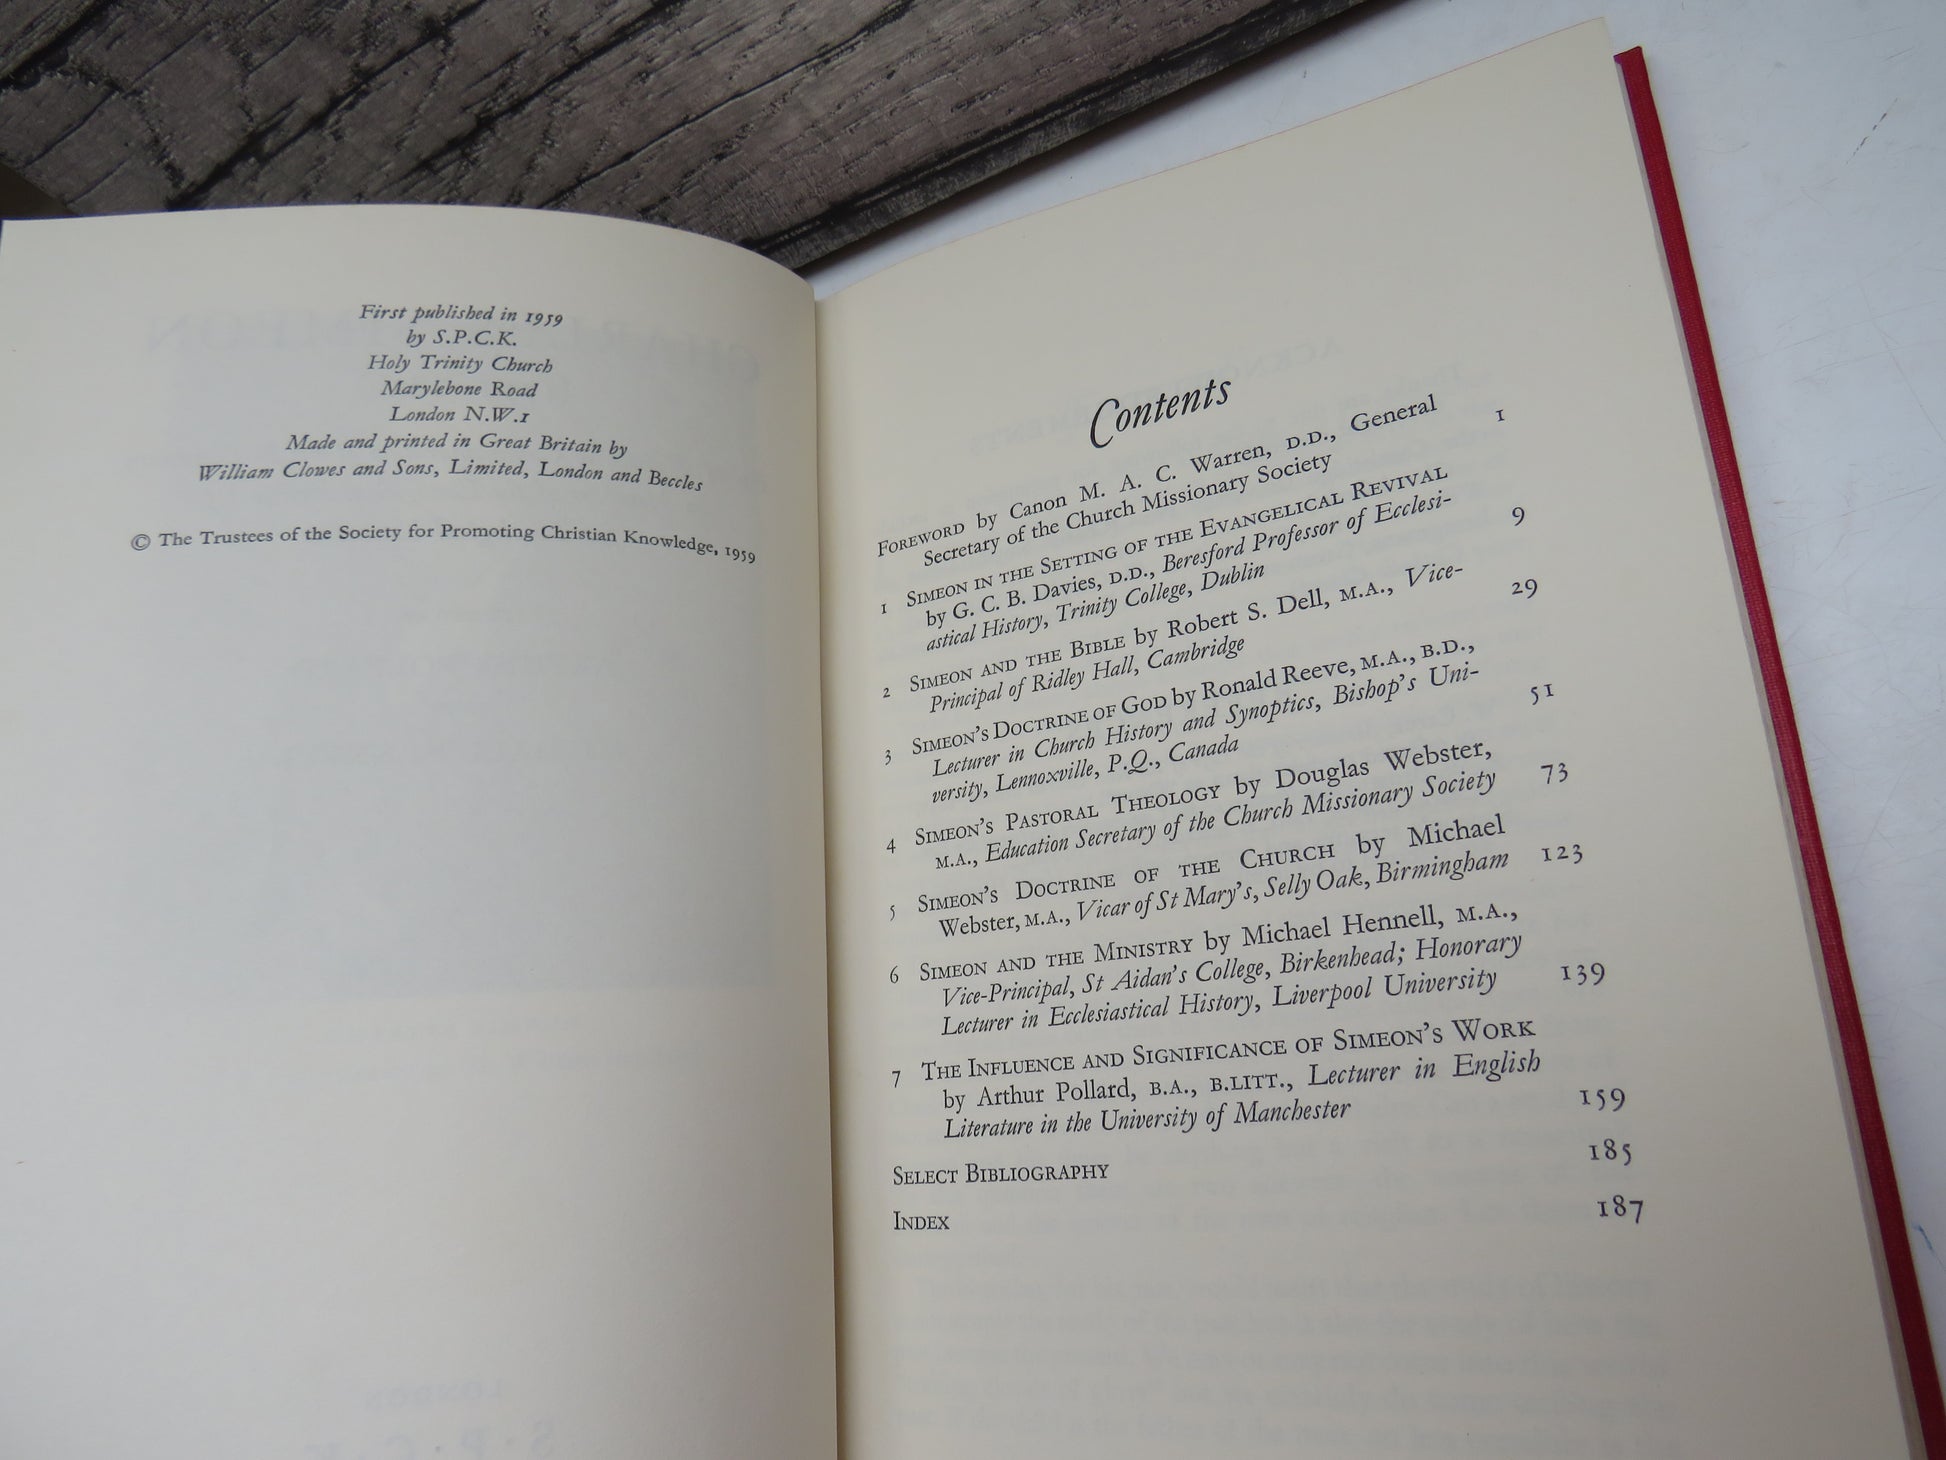 First published in 1959
by S.P.C.K.
Holy Trinity Church
Marylebone Road
London N.W.1
Made and printed in Great Britain by
William Clowes and Sons, Limited, London and Beccles
© The Trustees of the Society for Promoting Christian Knowledge, 1959
Contents
FOREWORD by Canon M. A. C. Warren, D.D., General 1
Secretary of the Church Missionary Society
1 SIMEON IN THE SETTING OF THE EVANGELICAL REVIVAL
by G. C. B. Davies, D.D., Beresford Professor of Ecclesi- 9
astical History, Trinity College, Dublin
2 SIMEON AND THE BIBLE by Robert S. Dell, M.A., Vice- 29
Principal of Ridley Hall, Cambridge
3 SIMEON'S DOCTRINE OF GOD by Ronald Reeve, M.A., B.D.,
Lecturer in Church History and Synoptics, Bishop's Uni- 51
versity, Lennoxville, P.Q., Canada
4 SIMEON'S PASTORAL THEOLOGY by Douglas Webster,
M.A., Education Secretary of the Church Missionary Society 73
5 SIMEON'S DOCTRINE OF THE CHURCH by Michael
Webster, M.A., Vicar of St Mary's, Selly Oak, Birmingham 123
6 SIMEON AND THE MINISTRY by Michael Hennell, M.A.,
Vice-Principal, St Aidan's College, Birkenhead; Honorary
Lecturer in Ecclesiastical History, Liverpool University 139
7 THE INFLUENCE AND SIGNIFICANCE OF SIMEON'S WORK
by Arthur Pollard, B.A., B.LITT., Lecturer in English
Literature in the University of Manchester 159
SELECT BIBLIOGRAPHY 185
INDEX 187